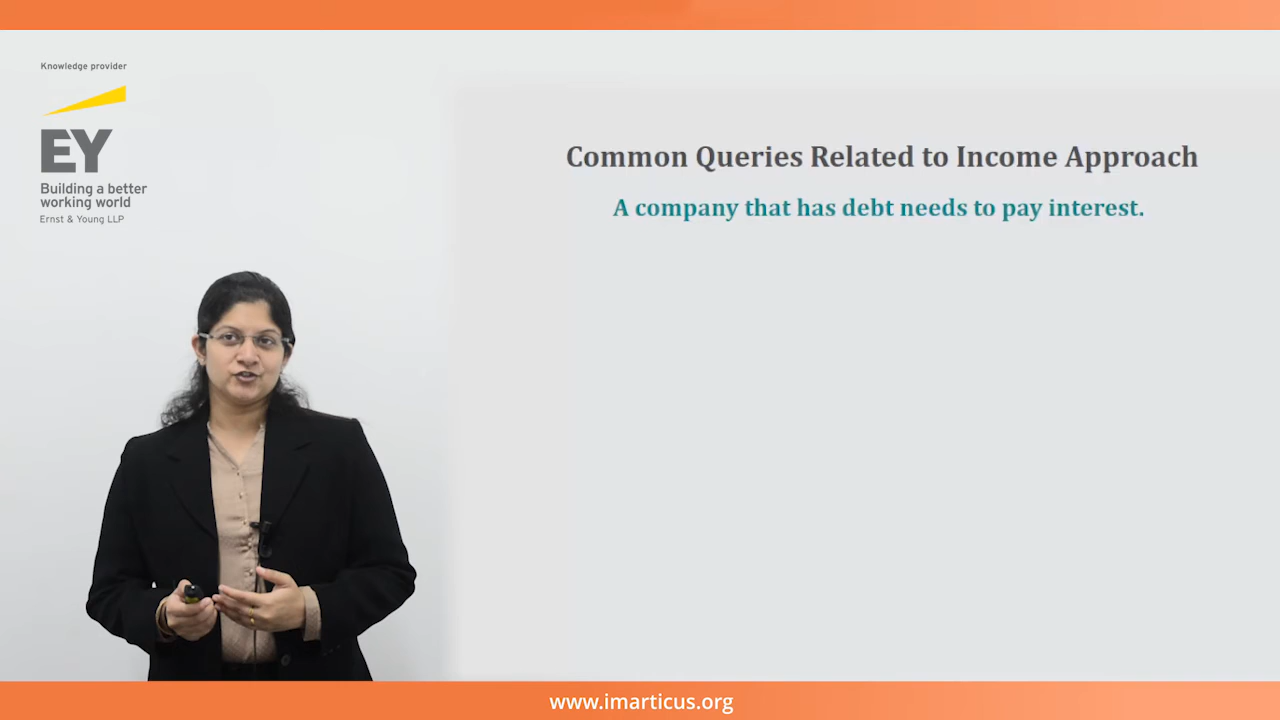 Knowledge provider
EY
Building a better
working world
Ernst & Young LLP
Common Queries Related to Income Approach
A company that has debt needs to pay interest.
www.imarticus.org